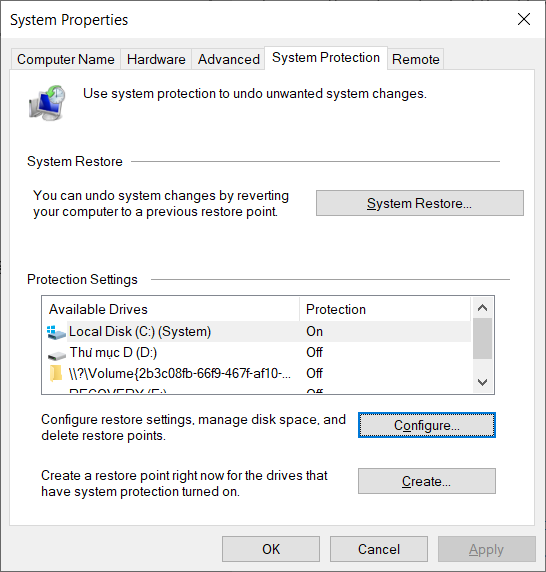 System Properties
Computer Name Hardware Advanced System Protection Remote
Use system protection to undo unwanted system changes.
System Restore
You can undo system changes by reverting
your computer to a previous restore point.
System Restore...
Protection Settings
Available Drives Protection
Local Disk (C:) (System) On
Thư mục D (D:) Off
\\?\Volume{2b3c08fb-66f9-467f-af10-... Off
RECOVERY (E:) Off
Configure restore settings, manage disk space, and
delete restore points.
Configure...
Create a restore point right now for the drives that
have system protection turned on.
Create...
OK Cancel Apply